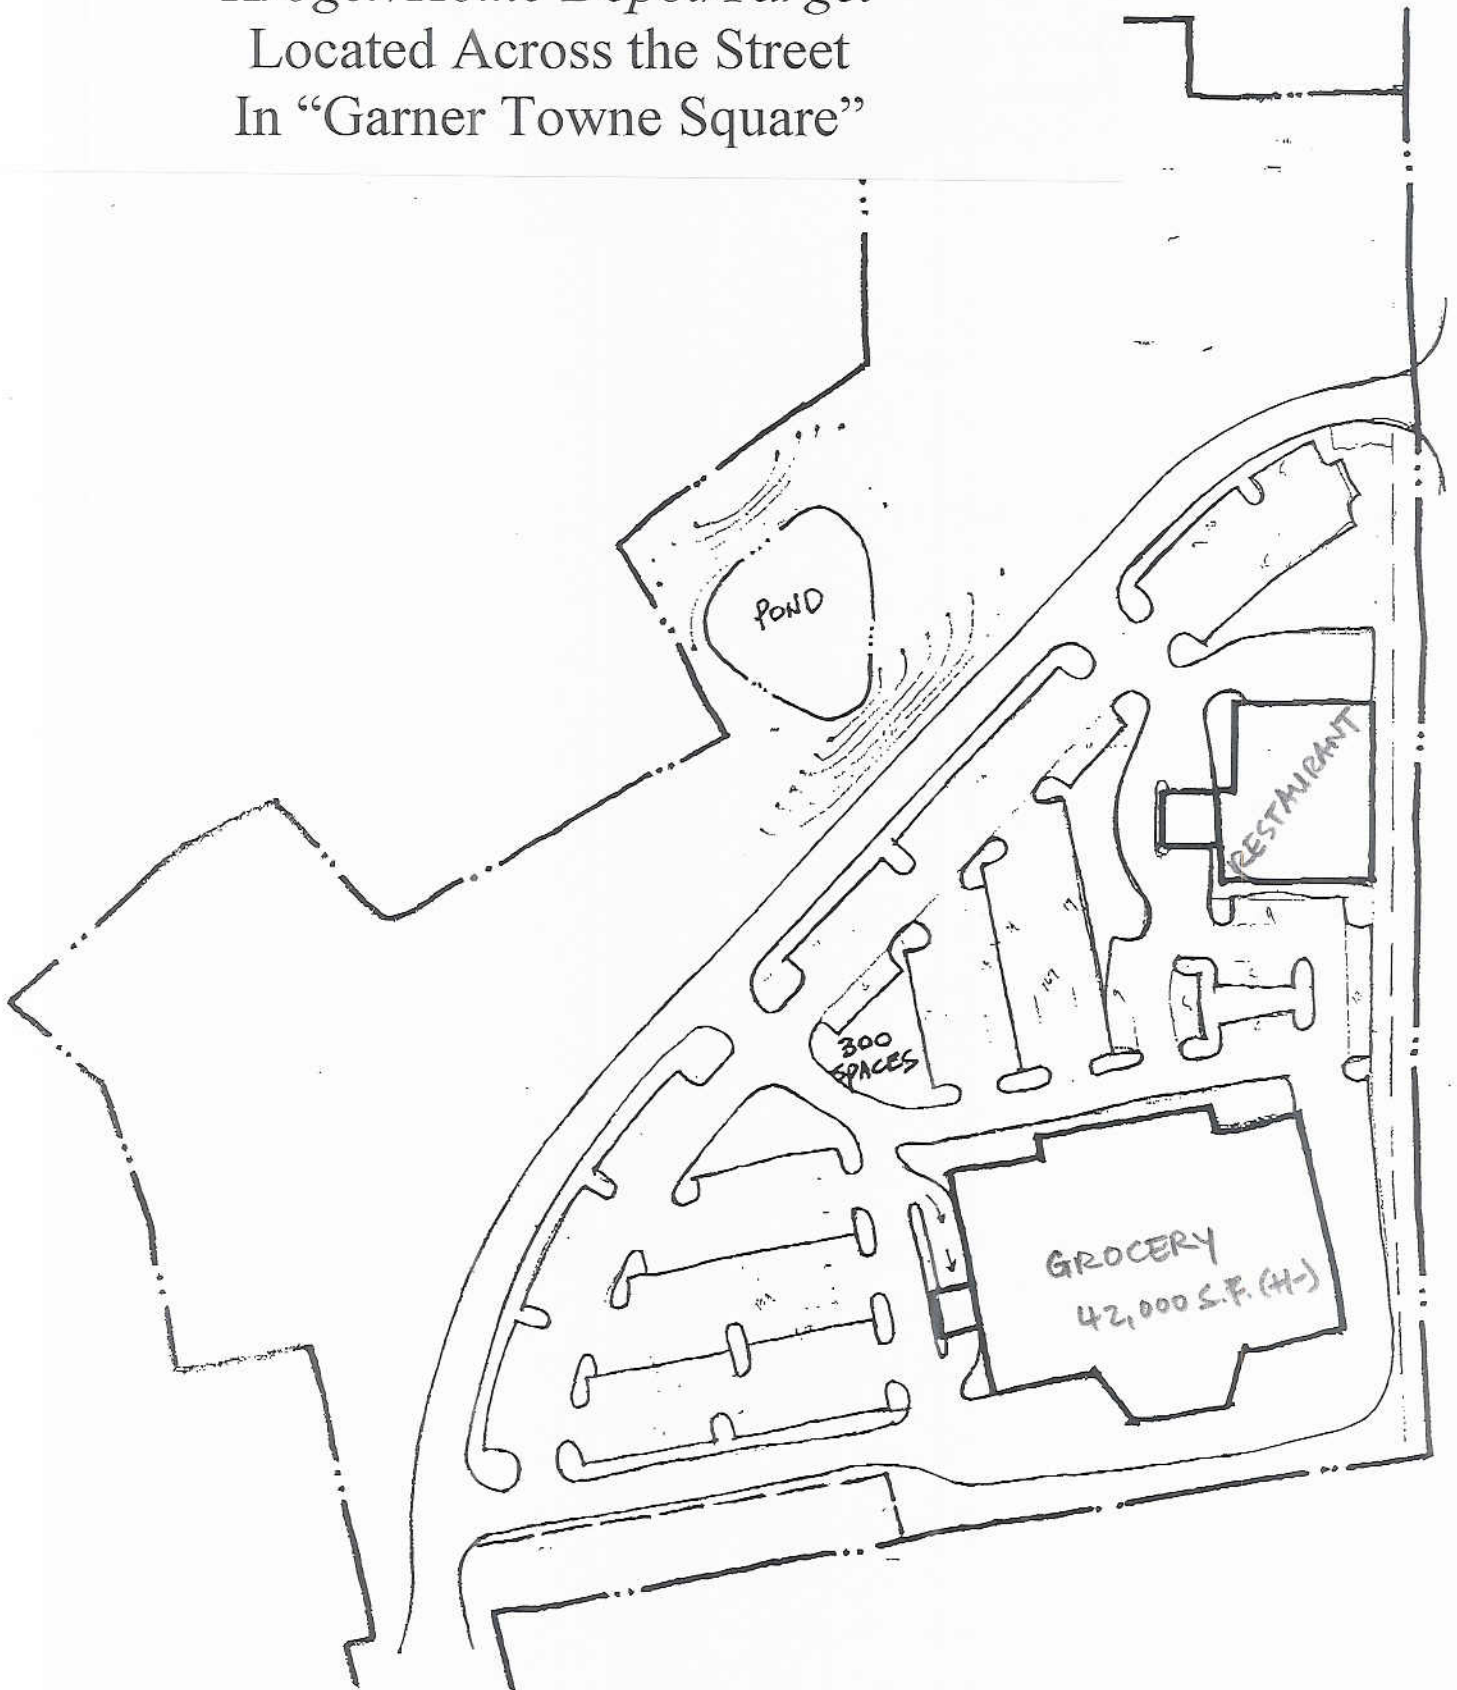 Located Across the Street
In “Garner Towne Square”
POND
RESTAURANT
300
SPACES
GROCERY
42,000 S.F. (+/-)